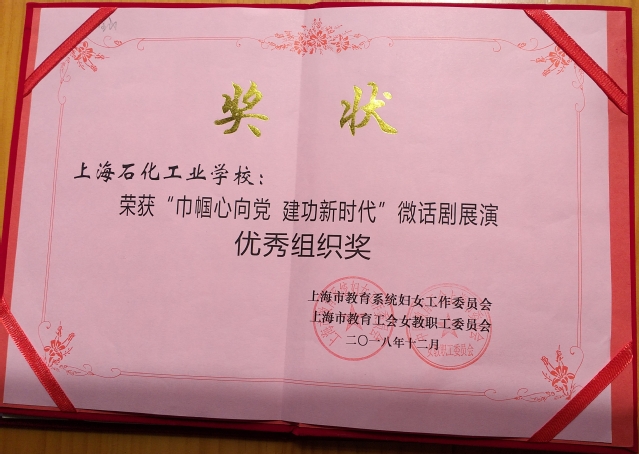 奖 状
上海石化工业学校：
荣获“巾帼心向党 建功新时代”微话剧展演
优秀组织奖
上海市教育系统妇女工作委员会
上海市教育工会女教职工委员会
二〇一八年十二月